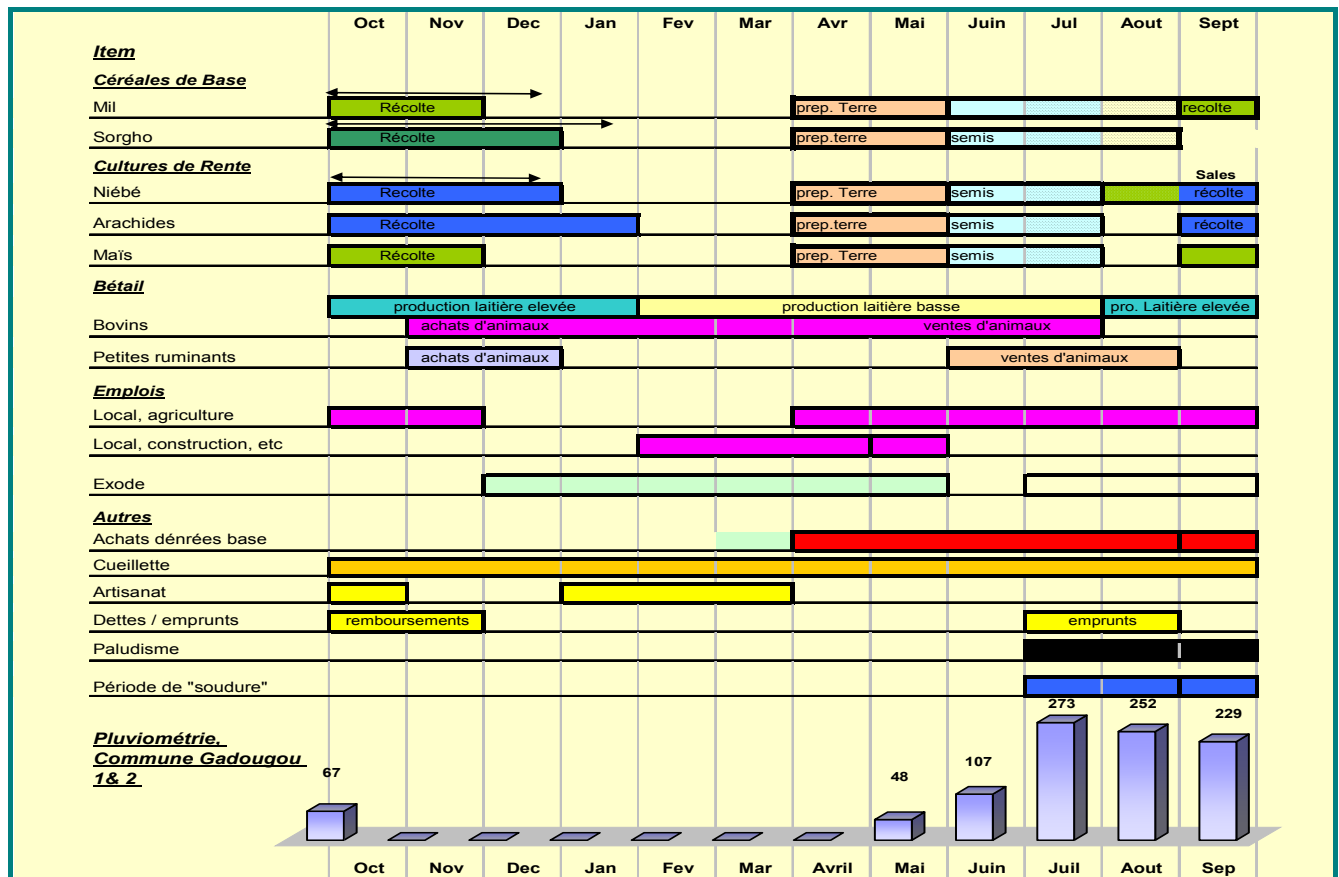 Oct Nov Dec Jan Fev Mar Avr Mai Juin Jul Aout Sept
Item
Céréales de Base
Mil Récolte prep. Terre recolte
Sorgho Récolte prep.terre semis
Cultures de Rente Sales
Niébé Recolte prep. Terre semis récolte
Arachides Récolte prep.terre semis récolte
Maïs Récolte prep. Terre semis
Bétail
production laitière elevée production laitière basse pro. Laitière elevée
Bovins achats d'animaux ventes d'animaux
Petites ruminants achats d'animaux ventes d'animaux
Emplois
Local, agriculture
Local, construction, etc
Exode
Autres
Achats dénrées base
Cueillette
Artisanat
Dettes / emprunts remboursements emprunts
Paludisme
Période de "soudure"
273 252 229
Pluviométrie,
Commune Gadougou
1& 2
67 48 107
Oct Nov Dec Jan Fev Mar Avril Mai Juin Juil Aout Sep